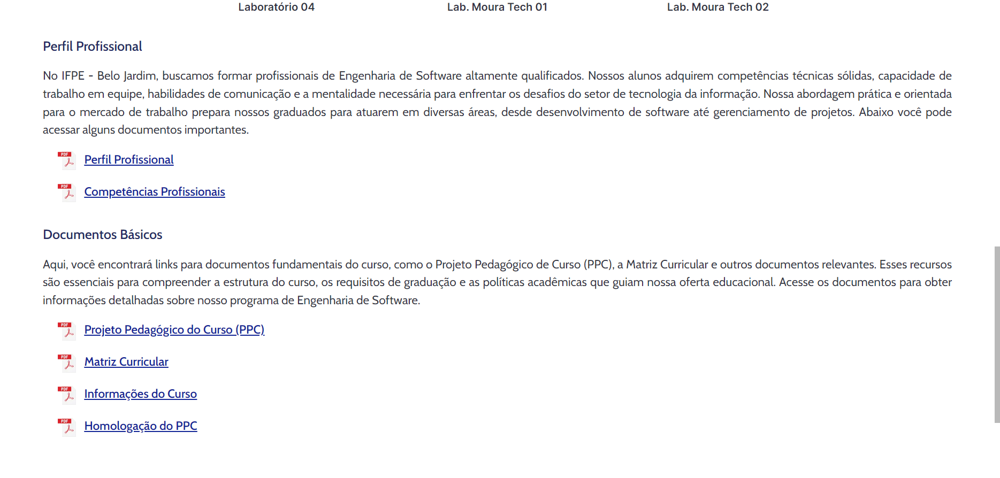 Laboratório 04
Lab. Moura Tech 01
Lab. Moura Tech 02
Perfil Profissional
No IFPE - Belo Jardim, buscamos formar profissionais de Engenharia de Software altamente qualificados. Nossos alunos adquirem competências técnicas sólidas, capacidade de
trabalho em equipe, habilidades de comunicação e a mentalidade necessária para enfrentar os desafios do setor de tecnologia da informação. Nossa abordagem prática e orientada
para o mercado de trabalho prepara nossos graduados para atuarem em diversas áreas, desde desenvolvimento de software até gerenciamento de projetos. Abaixo você pode
acessar alguns documentos importantes.
PDF Perfil Profissional
PDF Competências Profissionais
Documentos Básicos
Aqui, você encontrará links para documentos fundamentais do curso, como o Projeto Pedagógico de Curso (PPC), a Matriz Curricular e outros documentos relevantes. Esses recursos
são essenciais para compreender a estrutura do curso, os requisitos de graduação e as políticas acadêmicas que guiam nossa oferta educacional. Acesse os documentos para obter
informações detalhadas sobre nosso programa de Engenharia de Software.
PDF Projeto Pedagógico do Curso (PPC)
PDF Matriz Curricular
PDF Informações do Curso
PDF Homologação do PPC